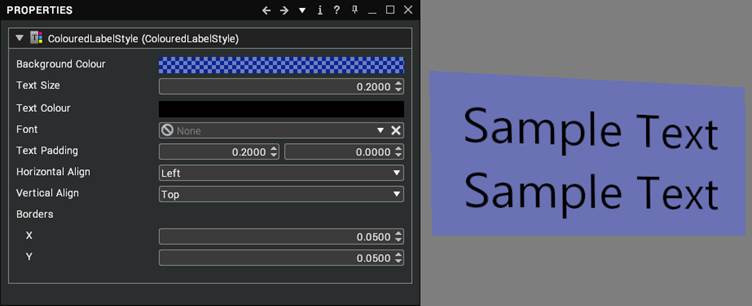 PROPERTIES
ColouredLabelStyle (ColouredLabelStyle)
Background Colour
Text Size 0.2000
Text Colour
Font None
Text Padding 0.2000 0.0000
Horizontal Align Left
Vertical Align Top
Borders
X 0.0500
Y 0.0500
Sample Text
Sample Text